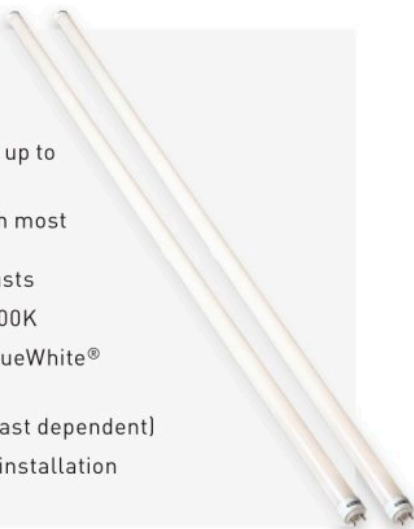 up to
most
sts
00K
ueWhite®
ast dependent)
installation